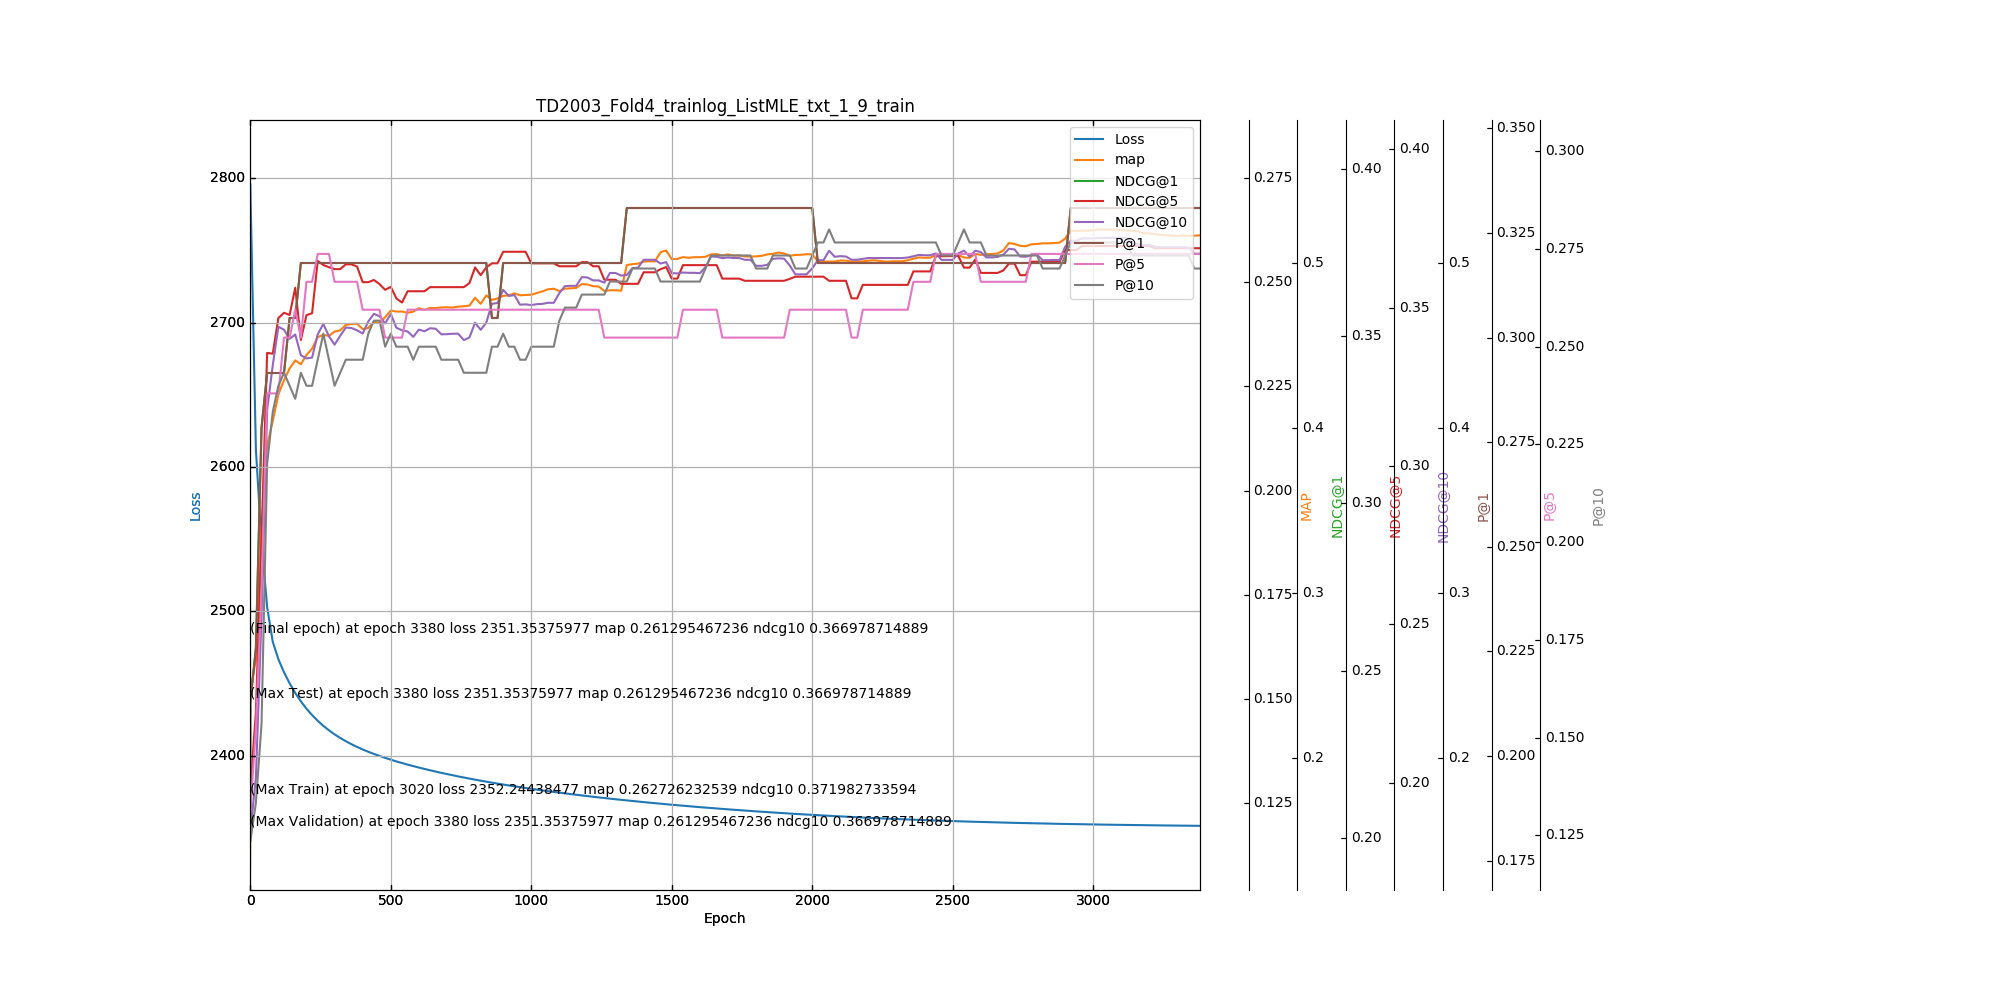 TD2003_Fold4_trainlog_ListMLE_txt_1_9_train
Loss
map
NDCG@1
NDCG@5
NDCG@10
P@1
P@5
P@10
2800
2700
2600
2500
2400
Loss
(Final epoch) at epoch 3380 loss 2351.35375977 map 0.261295467236 ndcg10 0.366978714889
(Max Test) at epoch 3380 loss 2351.35375977 map 0.261295467236 ndcg10 0.366978714889
(Max Train) at epoch 3020 loss 2352.24438477 map 0.262726232539 ndcg10 0.371982733594
(Max Validation) at epoch 3380 loss 2351.35375977 map 0.261295467236 ndcg10 0.366978714889
0 500 1000 1500 2000 2500 3000
Epoch
0.275
0.250
0.225
0.200
0.175
0.150
0.125
MAP
0.5
0.4
0.3
0.2
NDCG@1
0.40
0.35
0.30
0.25
0.20
NDCG@5
0.40
0.35
0.30
0.25
0.20
NDCG@10
0.5
0.4
0.3
0.2
P@1
0.350
0.325
0.300
0.275
0.250
0.225
0.200
0.175
P@5
0.300
0.275
0.250
0.225
0.200
0.175
0.150
0.125
P@10